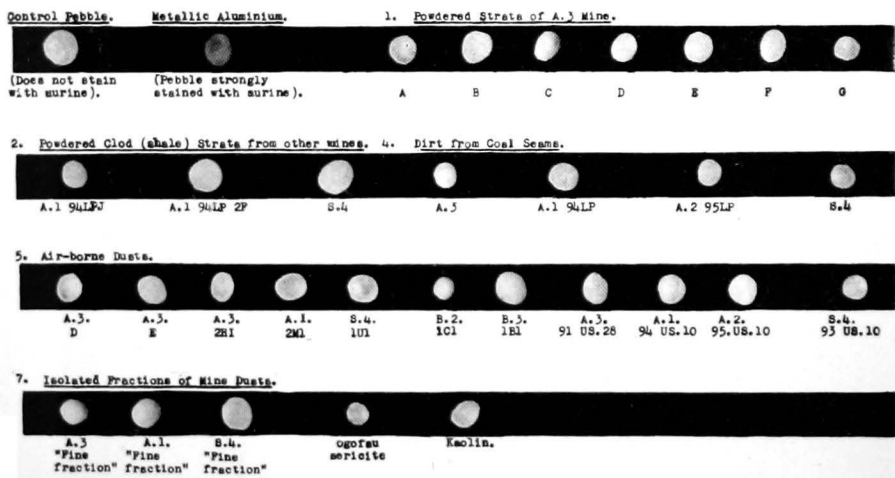 Control Pebble. Metallic Aluminium. 1. Powdered Strata of A.3 Mine.
(Does not stain with aurine). (Pebble strongly stained with aurine). A B C D E F G
2. Powdered Clod (shale) Strata from other mines. 4. Dirt from Coal Seams.
A.1 94LPJ A.1 94LP 2F S.4 A.3 A.1 94LP A.2 95LP S.4
5. Air-borne Dusts.
A.3. A.3. A.3. A.1. S.4. B.2. B.3. A.3. A.1. A.2. S.4.
D E 2BI 2M1 1U1 1C1 1B1 91 US.28 94 US.10 95.US.10 93 US.10
7. Isolated Fractions of Mine Dusts.
A.3 A.1. S.4. ogofau Kaolin.
"Fine "Fine "Fine sericite
fraction" fraction" fraction"